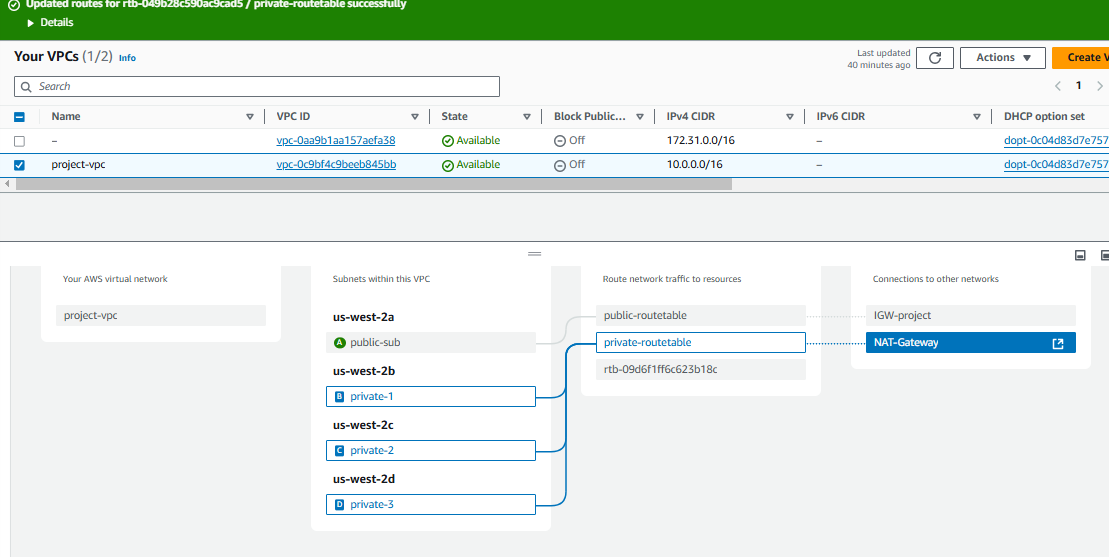 Updated routes for rtb-049b28c590ac9cad5 / private-routetable successfully
Details
Your VPCs (1/2) Info
Last updated
40 minutes ago
Actions
Create V
Search
1
Name VPC ID State Block Public... IPv4 CIDR IPv6 CIDR DHCP option set
– vpc-0aa9b1aa157aefa38 Available Off 172.31.0.0/16 – dopt-0c04d83d7e757
project-vpc vpc-0c9bf4c9beeb845bb Available Off 10.0.0.0/16 – dopt-0c04d83d7e757
Your AWS virtual network
project-vpc
Subnets within this VPC
us-west-2a
A public-sub
us-west-2b
B private-1
us-west-2c
C private-2
us-west-2d
D private-3
Route network traffic to resources
public-routetable
private-routetable
rtb-09d6f1ff6c623b18c
Connections to other networks
IGW-project
NAT-Gateway